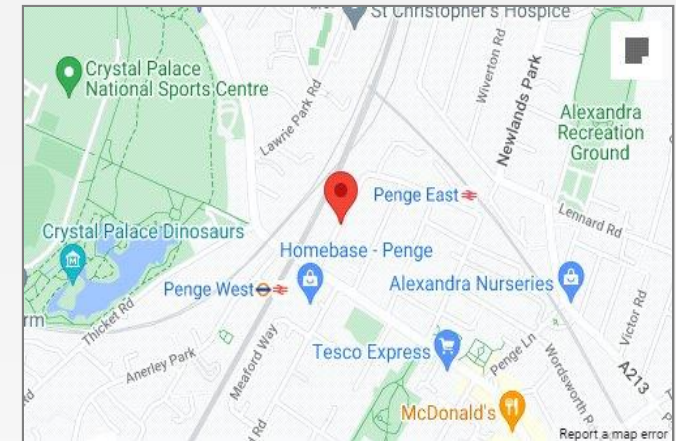 St Christopher's Hospice
Crystal Palace
National Sports Centre
Wiverton Rd
Newlands Park
Lawrie Park Rd
Alexandra
Recreation
Ground
Penge East
Lennard Rd
Crystal Palace Dinosaurs
Homebase - Penge
Penge West
Alexandra Nurseries
Thicket Rd
Victor Rd
Tesco Express
Penge Ln
Anerley Park
Meaford Way
Wordsworth R
A213
McDonald's
Rd
Report a map error